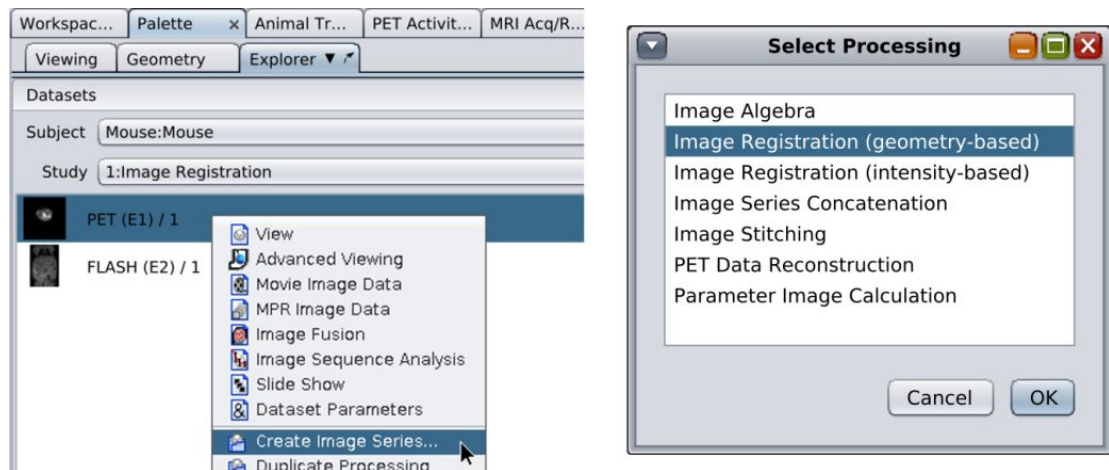 Workspac...
Palette
Animal Tr...
PET Activit...
MRI Acq/R...
Viewing
Geometry
Explorer
Datasets
Subject Mouse:Mouse
Study 1:Image Registration
PET (E1) / 1
FLASH (E2) / 1
View
Advanced Viewing
Movie Image Data
MPR Image Data
Image Fusion
Image Sequence Analysis
Slide Show
Dataset Parameters
Create Image Series...
Duplicate Processing
Select Processing
Image Algebra
Image Registration (geometry-based)
Image Registration (intensity-based)
Image Series Concatenation
Image Stitching
PET Data Reconstruction
Parameter Image Calculation
Cancel
OK